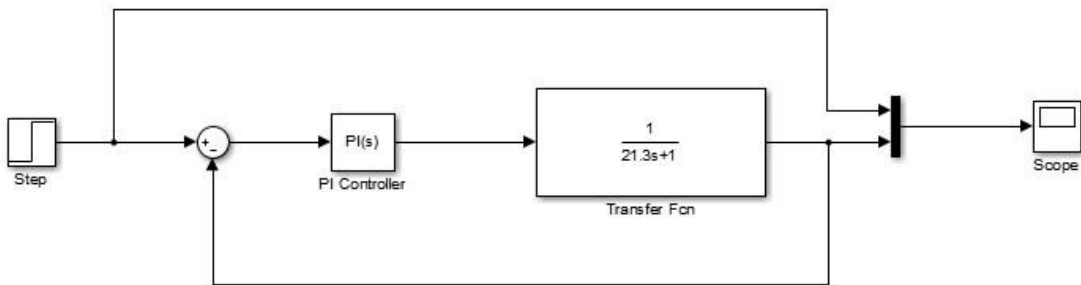 Step
+
−
PI(s)
PI Controller
1
21.3s+1
Transfer Fcn
Scope